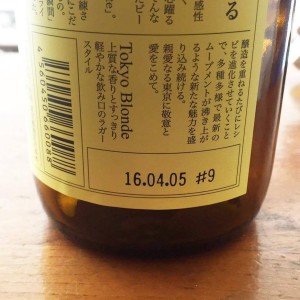 る
醸造を重ねるたびにレシ
ピを進化させていくこと
で、多種多様で最新の
ムーブメントが沸き上が
るような新たな魅力を盛
り込み続ける。
親愛なる東京に敬意と
愛をこめて。
Tokyo Blonde
上質な香りとすっきり
軽やかな飲み口のラガー
スタイル
4560450660068
16.04.05 #9